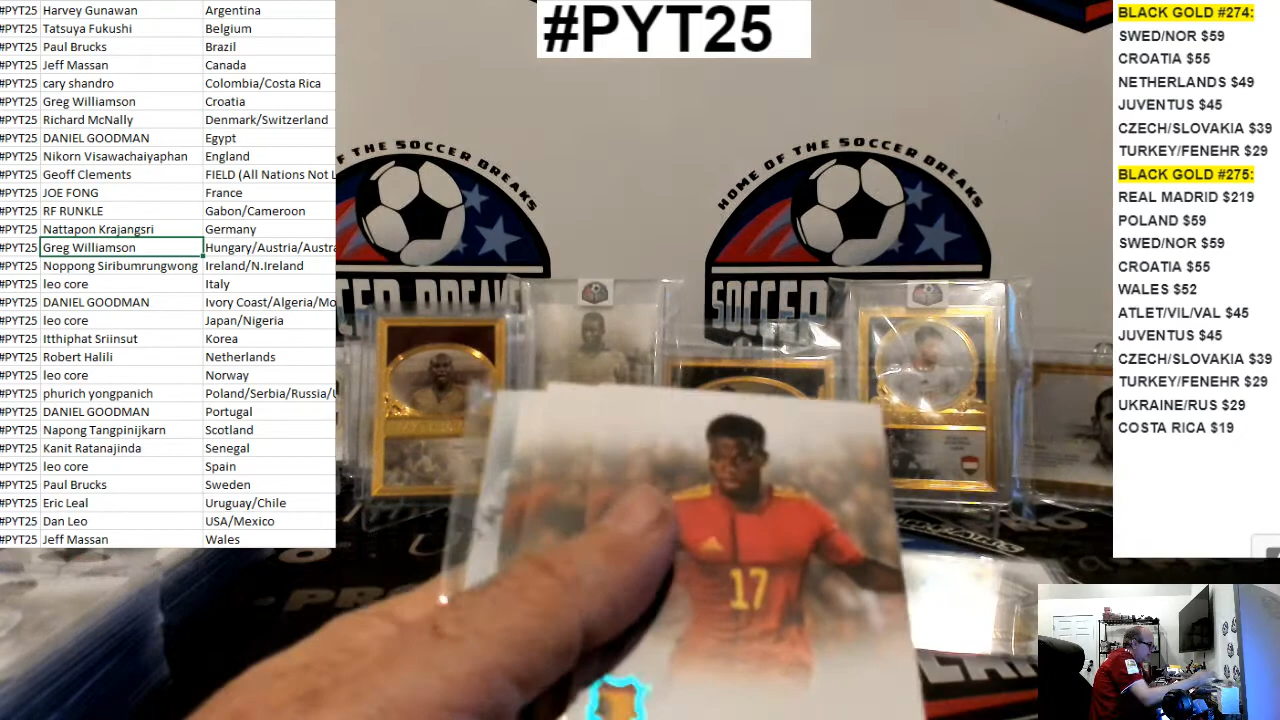 #PYT25 Harvey Gunawan Argentina
#PYT25 Tatsuya Fukushi Belgium
#PYT25 Paul Brucks Brazil
#PYT25 Jeff Massan Canada
#PYT25 cary shandro Colombia/Costa Rica
#PYT25 Greg Williamson Croatia
#PYT25 Richard McNally Denmark/Switzerland
#PYT25 DANIEL GOODMAN Egypt
#PYT25 Nikorn Visawachaiyaphan England
#PYT25 Geoff Clements FIELD (All Nations Not L
#PYT25 JOE FONG France
#PYT25 RF RUNKLE Gabon/Cameroon
#PYT25 Nattapon Krajangsri Germany
#PYT25 Greg Williamson Hungary/Austria/Austra
#PYT25 Noppong Siribumrungwong Ireland/N.Ireland
#PYT25 leo core Italy
#PYT25 DANIEL GOODMAN Ivory Coast/Algeria/Mo
#PYT25 leo core Japan/Nigeria
#PYT25 Itthiphat Sriinsut Korea
#PYT25 Robert Halili Netherlands
#PYT25 leo core Norway
#PYT25 phurich yongpanich Poland/Serbia/Russia/U
#PYT25 DANIEL GOODMAN Portugal
#PYT25 Napong Tangpinijkarn Scotland
#PYT25 Kanit Ratanajinda Senegal
#PYT25 leo core Spain
#PYT25 Paul Brucks Sweden
#PYT25 Eric Leal Uruguay/Chile
#PYT25 Dan Leo USA/Mexico
#PYT25 Jeff Massan Wales
#PYT25
OF THE SOCCER BREAKS
SOCCER BREAKS
HOME OF THE SOCCER BREAKS
SOCCER
17
BLACK GOLD #274:
SWED/NOR $59
CROATIA $55
NETHERLANDS $49
JUVENTUS $45
CZECH/SLOVAKIA $39
TURKEY/FENEHR $29
BLACK GOLD #275:
REAL MADRID $219
POLAND $59
SWED/NOR $59
CROATIA $55
WALES $52
ATLET/VIL/VAL $45
JUVENTUS $45
CZECH/SLOVAKIA $39
TURKEY/FENEHR $29
UKRAINE/RUS $29
COSTA RICA $19